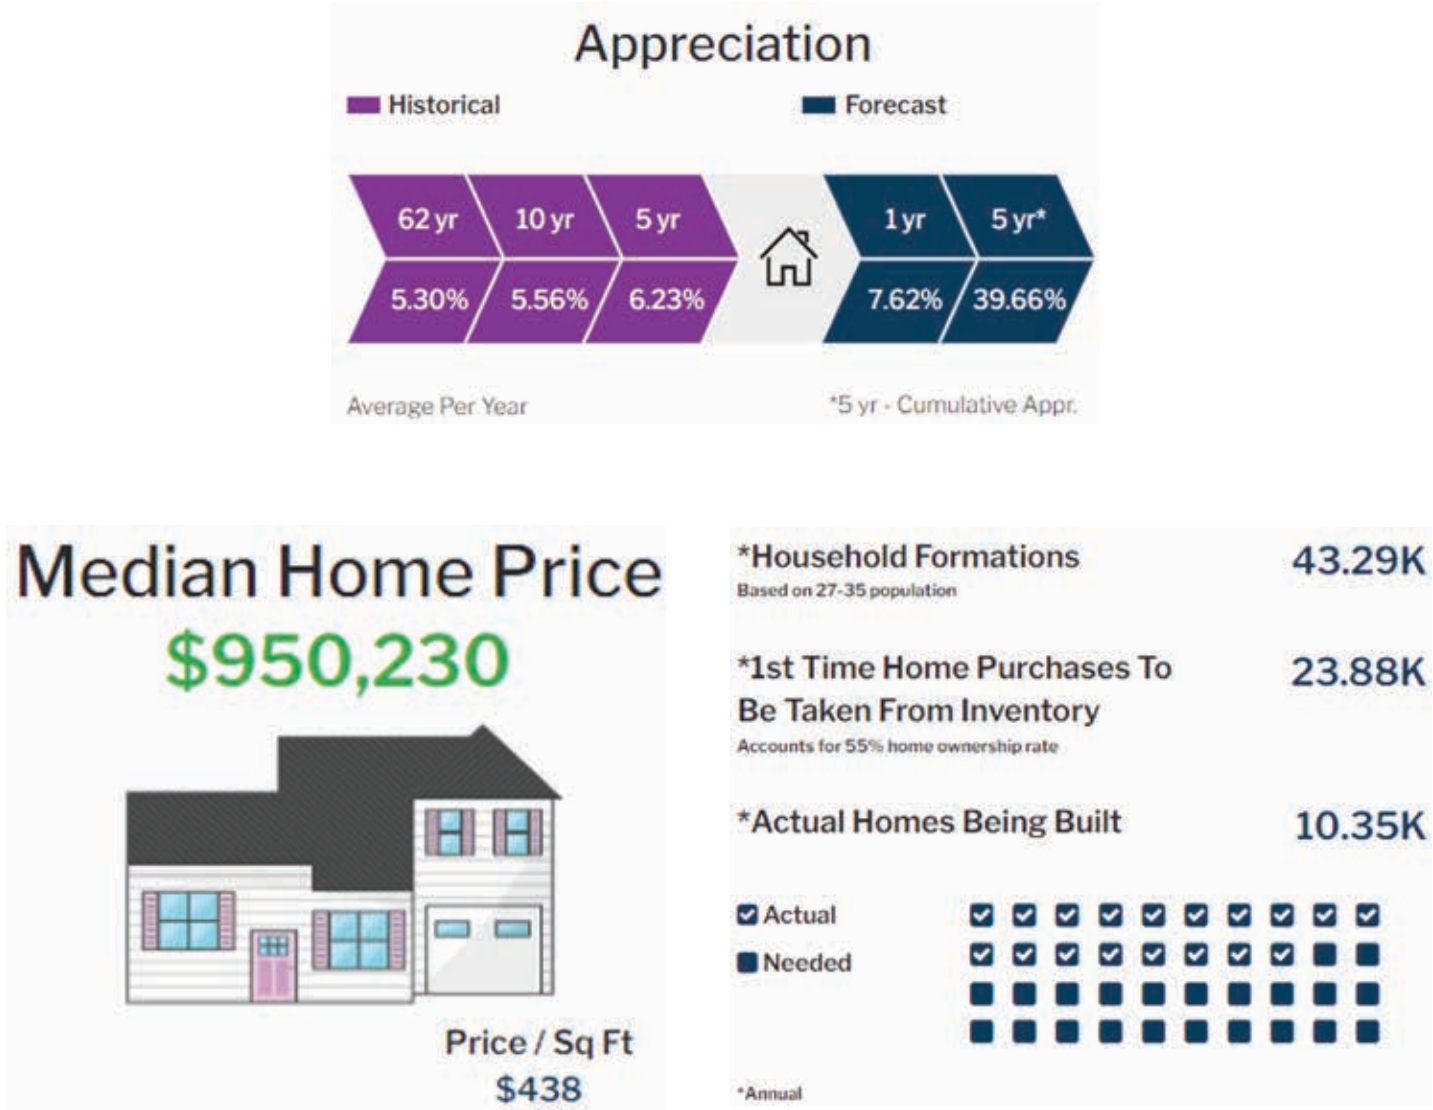 Appreciation
Historical
Forecast
62 yr 10 yr 5 yr 1 yr 5 yr*
5.30% 5.56% 6.23% 7.62% 39.66%
Average Per Year
*5 yr - Cumulative Appr.
Median Home Price
$950,230
Price / Sq Ft
$438
*Household Formations 43.29K
Based on 27-35 population
*1st Time Home Purchases To 23.88K
Be Taken From Inventory
Accounts for 55% home ownership rate
*Actual Homes Being Built 10.35K
Actual
Needed
*Annual